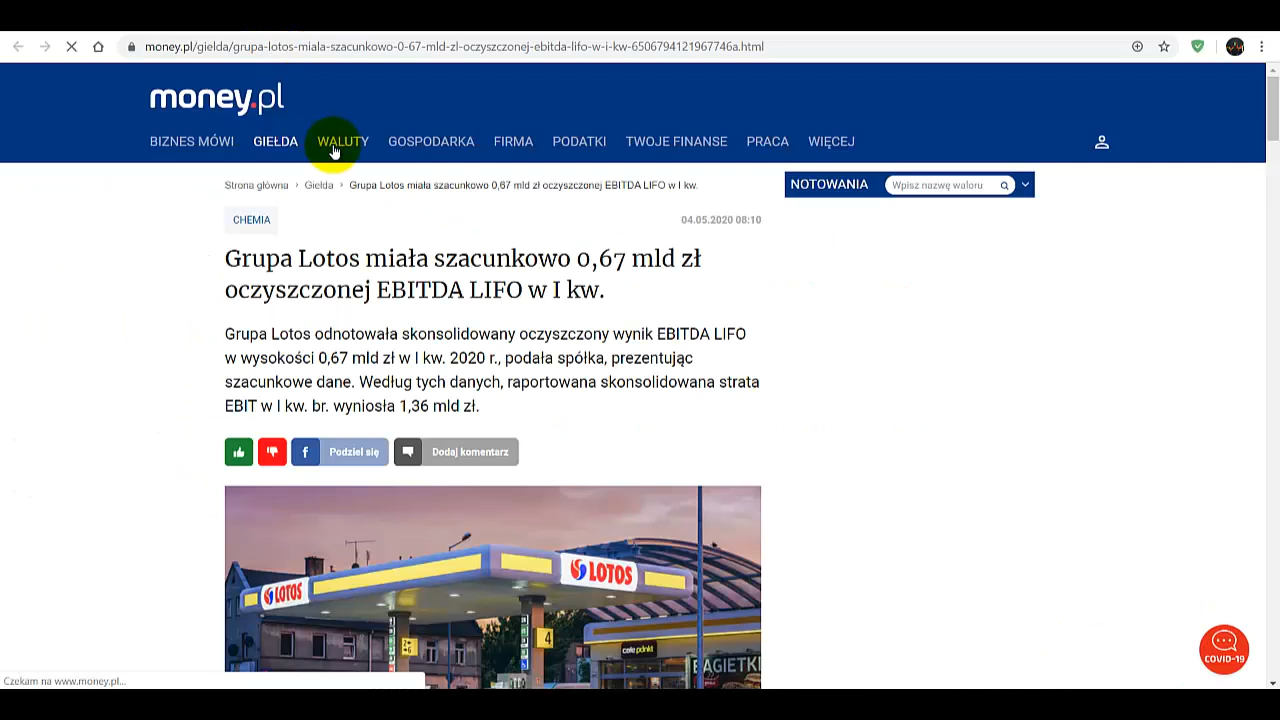 money.pl/gielda/grupa-lotos-miala-szacunkowo-0-67-mld-zl-oczyszczonej-ebitda-lifo-w-i-kw-6506794121967746a.html
money.pl
BIZNES MÓWI GIEŁDA WALUTY GOSPODARKA FIRMA PODATKI TWOJE FINANSE PRACA WIĘCEJ
Strona główna › Giełda › Grupa Lotos miała szacunkowo 0,67 mld zł oczyszczonej EBITDA LIFO w I kw.
NOTOWANIA Wpisz nazwę waloru
CHEMIA 04.05.2020 08:10
Grupa Lotos miała szacunkowo 0,67 mld zł
oczyszczonej EBITDA LIFO w I kw.
Grupa Lotos odnotowała skonsolidowany oczyszczony wynik EBITDA LIFO
w wysokości 0,67 mld zł w I kw. 2020 r., podała spółka, prezentując
szacunkowe dane. Według tych danych, raportowana skonsolidowana strata
EBIT w I kw. br. wyniosła 1,36 mld zł.
f Podziel się Dodaj komentarz
LOTOS
LOTOS
4
café punkt
BAGIETKI
COVID-19
Czekam na www.money.pl...